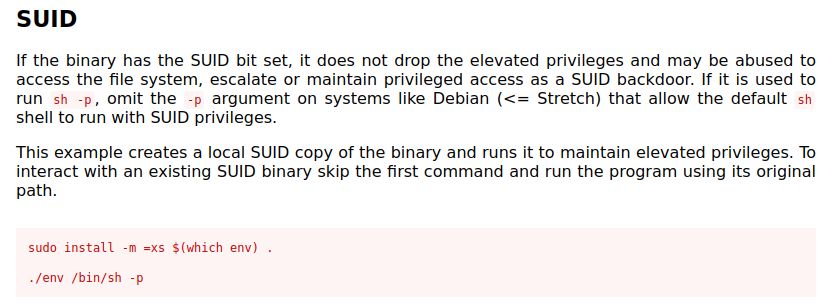 SUID
If the binary has the SUID bit set, it does not drop the elevated privileges and may be abused to
access the file system, escalate or maintain privileged access as a SUID backdoor. If it is used to
run sh -p, omit the -p argument on systems like Debian (<= Stretch) that allow the default sh
shell to run with SUID privileges.
This example creates a local SUID copy of the binary and runs it to maintain elevated privileges. To
interact with an existing SUID binary skip the first command and run the program using its original
path.
sudo install -m =xs $(which env) .
./env /bin/sh -p